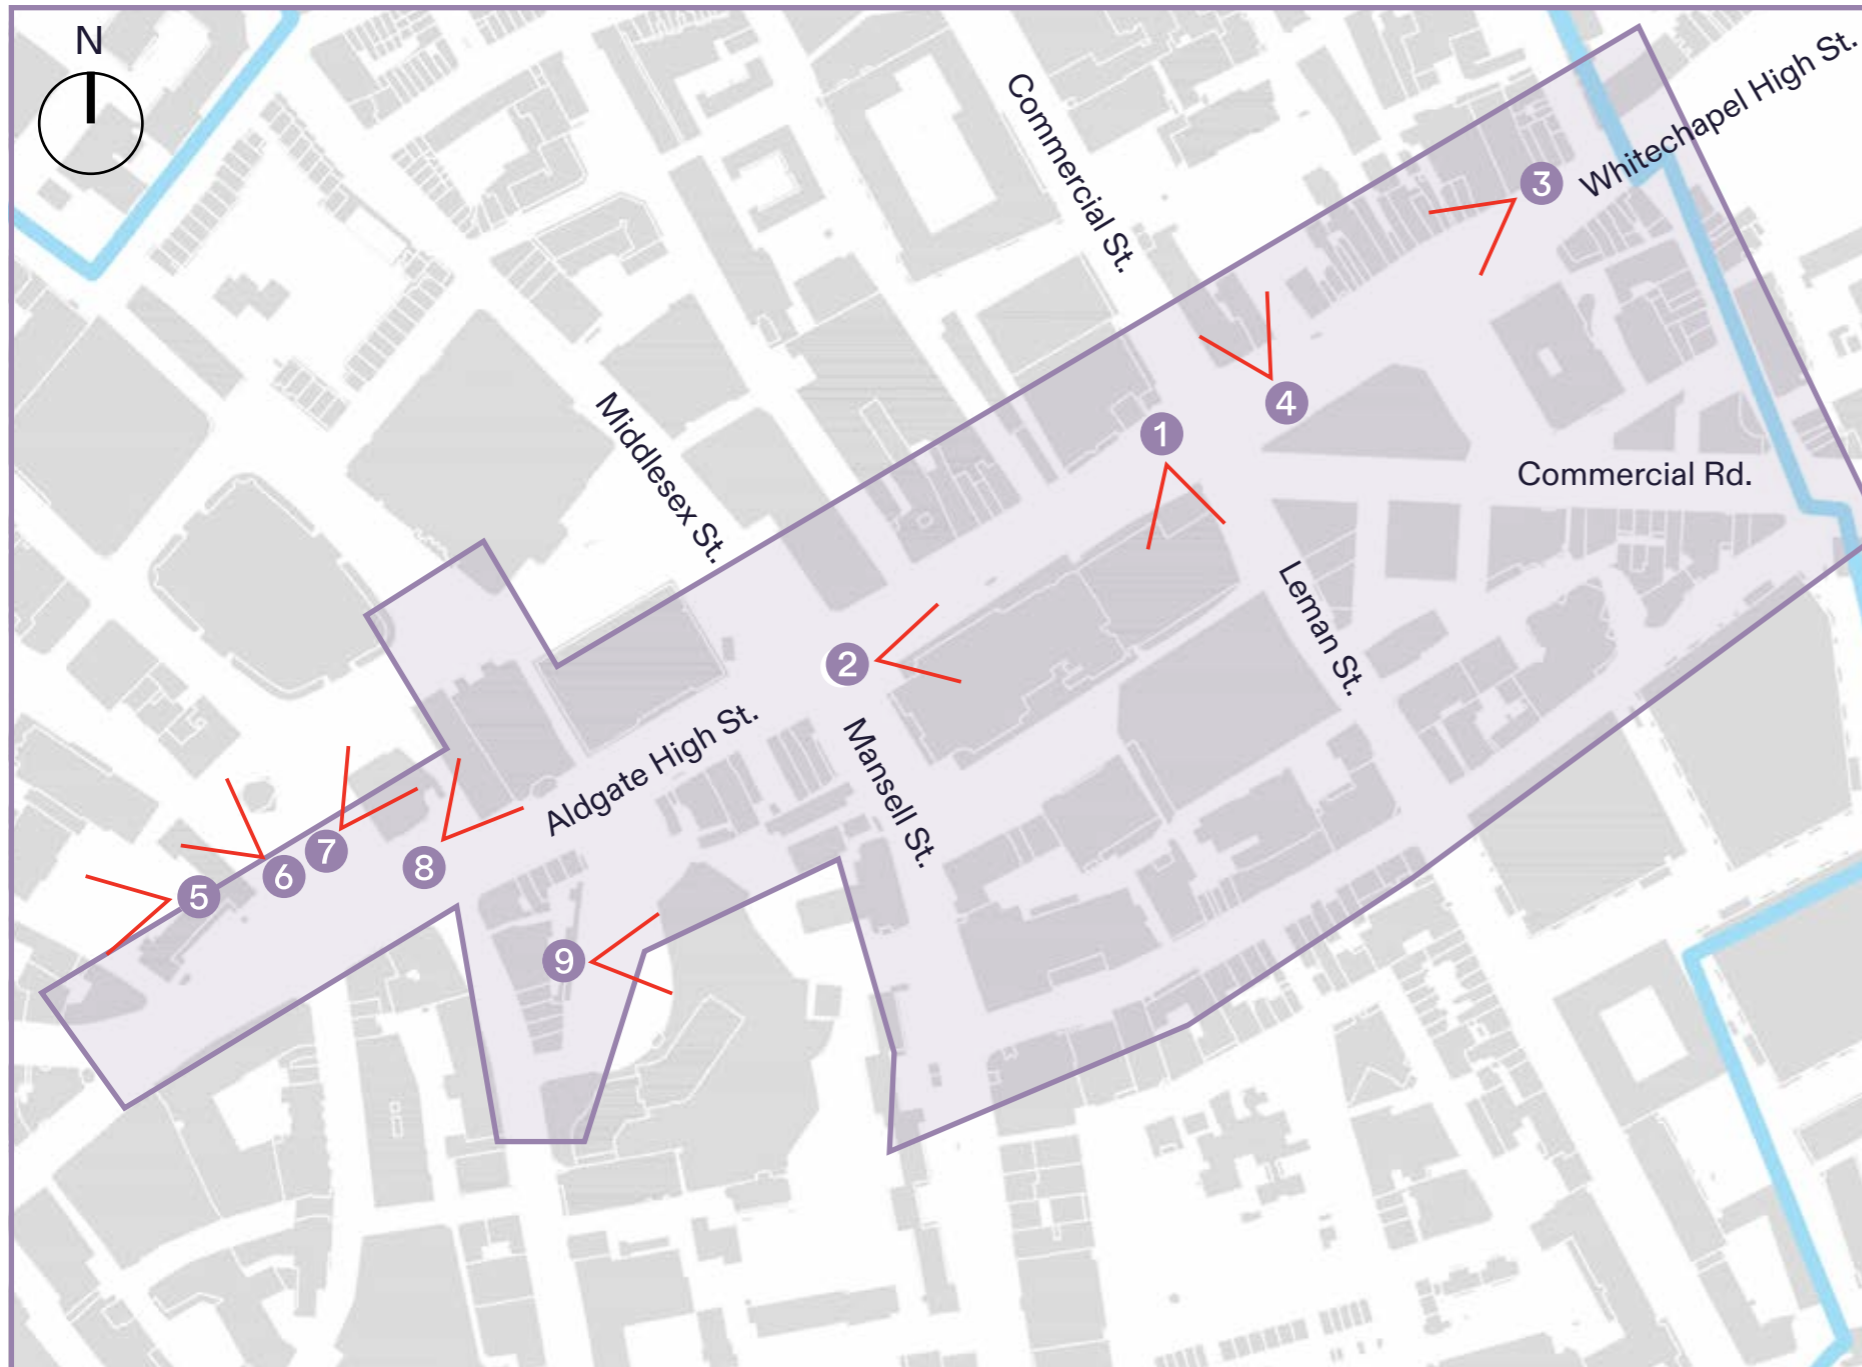 N
Commercial St.
Whitechapel High St.
3
4
1
Middlesex St.
Commercial Rd.
Leman St.
2
Aldgate High St.
Mansell St.
7
8
6
5
9